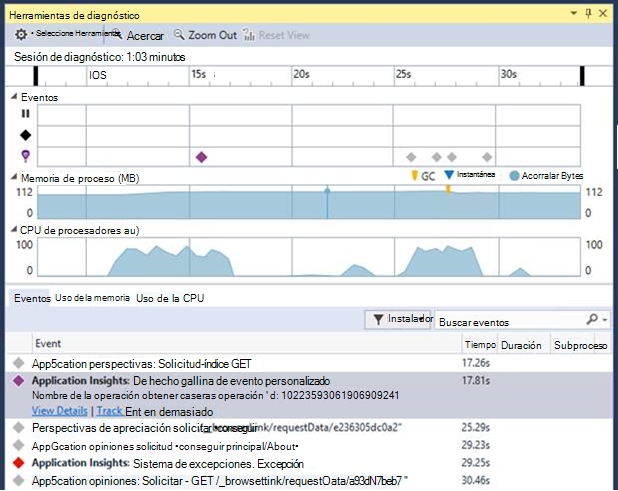 Herramientas de diagnóstico
Seleccione Herramientas Acercar Zoom Out Reset View
Sesión de diagnóstico: 1:03 minutos
IOS 15s 20s 25s 30s
Eventos
Memoria de proceso (MB) GC Instantánea Acorralar Bytes
112 112
0 0
CPU de procesadores au)
100 100
0 0
Eventos Uso de la memoria Uso de la CPU
Instalador Buscar eventos
Event Tiempo Duración Subproceso
App5cation perspectivas: Solicitud-índice GET 17.26s
Application Insights: De hecho gallina de evento personalizado 17.81s
Nombre de la operación obtener caseras operación ' d: 10223593061906909241
View Details | Track Ent en demasiado
Perspectivas de apreciación solicitar conseguir /requestData/e236305dc0a2" 25.29s
AppGcation opiniones solicitud •conseguir principal/About• 29.23s
Application Insights: Sistema de excepciones. Excepción 29.25s
App5cation opiniones: Solicitar - GET /_browsettink/requestOata/a93dN7beb7 " 30.46s